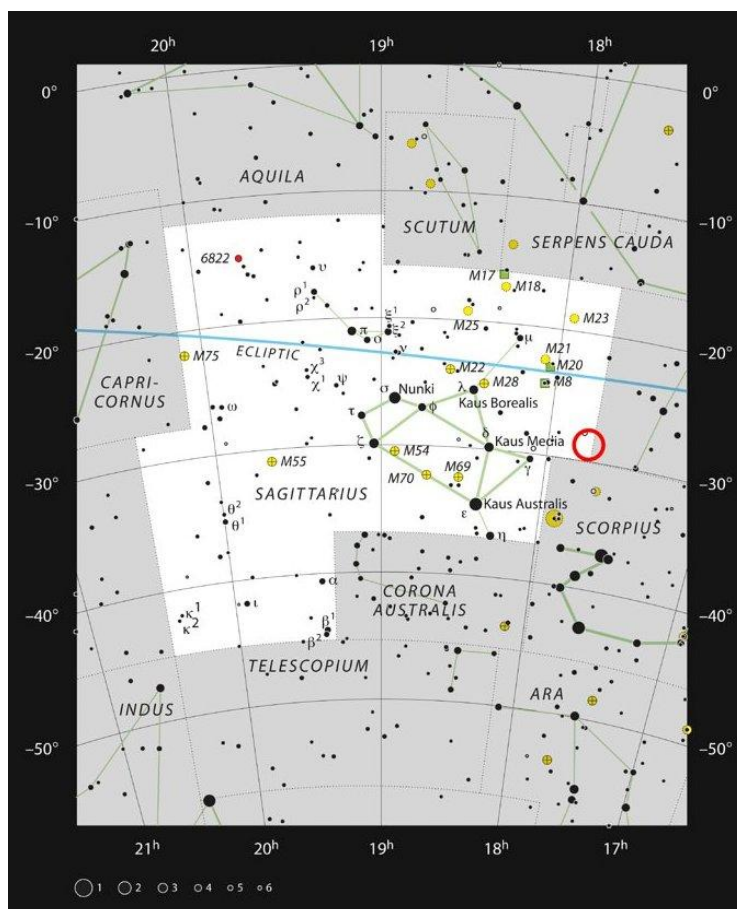 20h 19h 18h
0° 0°
AQUILA
SCUTUM
–10° –10°
SERPENS CAUDA
6822 υ
M17
M18
ρ1
ρ2
ξ1
M25
M23
π ο ξ2
μ
ν
–20° –20°
ECLIPTIC
M21
M75
M22
M20
χ3
χ1 ψ
M28
M8
CAPRI-
CORNUS
σ Nunki
λ
Kaus Borealis
ω
τ
φ
δ
Kaus Media
ζ
M54
γ
M55
M70
M69
–30° –30°
SAGITTARIUS
ε
Kaus Australis
θ2
θ1
SCORPIUS
η
CORONA
AUSTRALIS
α
ι
κ1
κ2
β1
β2
–40° –40°
TELESCOPIUM
ARA
INDUS
–50° –50°
21h 20h 19h 18h 17h
1 2 3 4 5 6